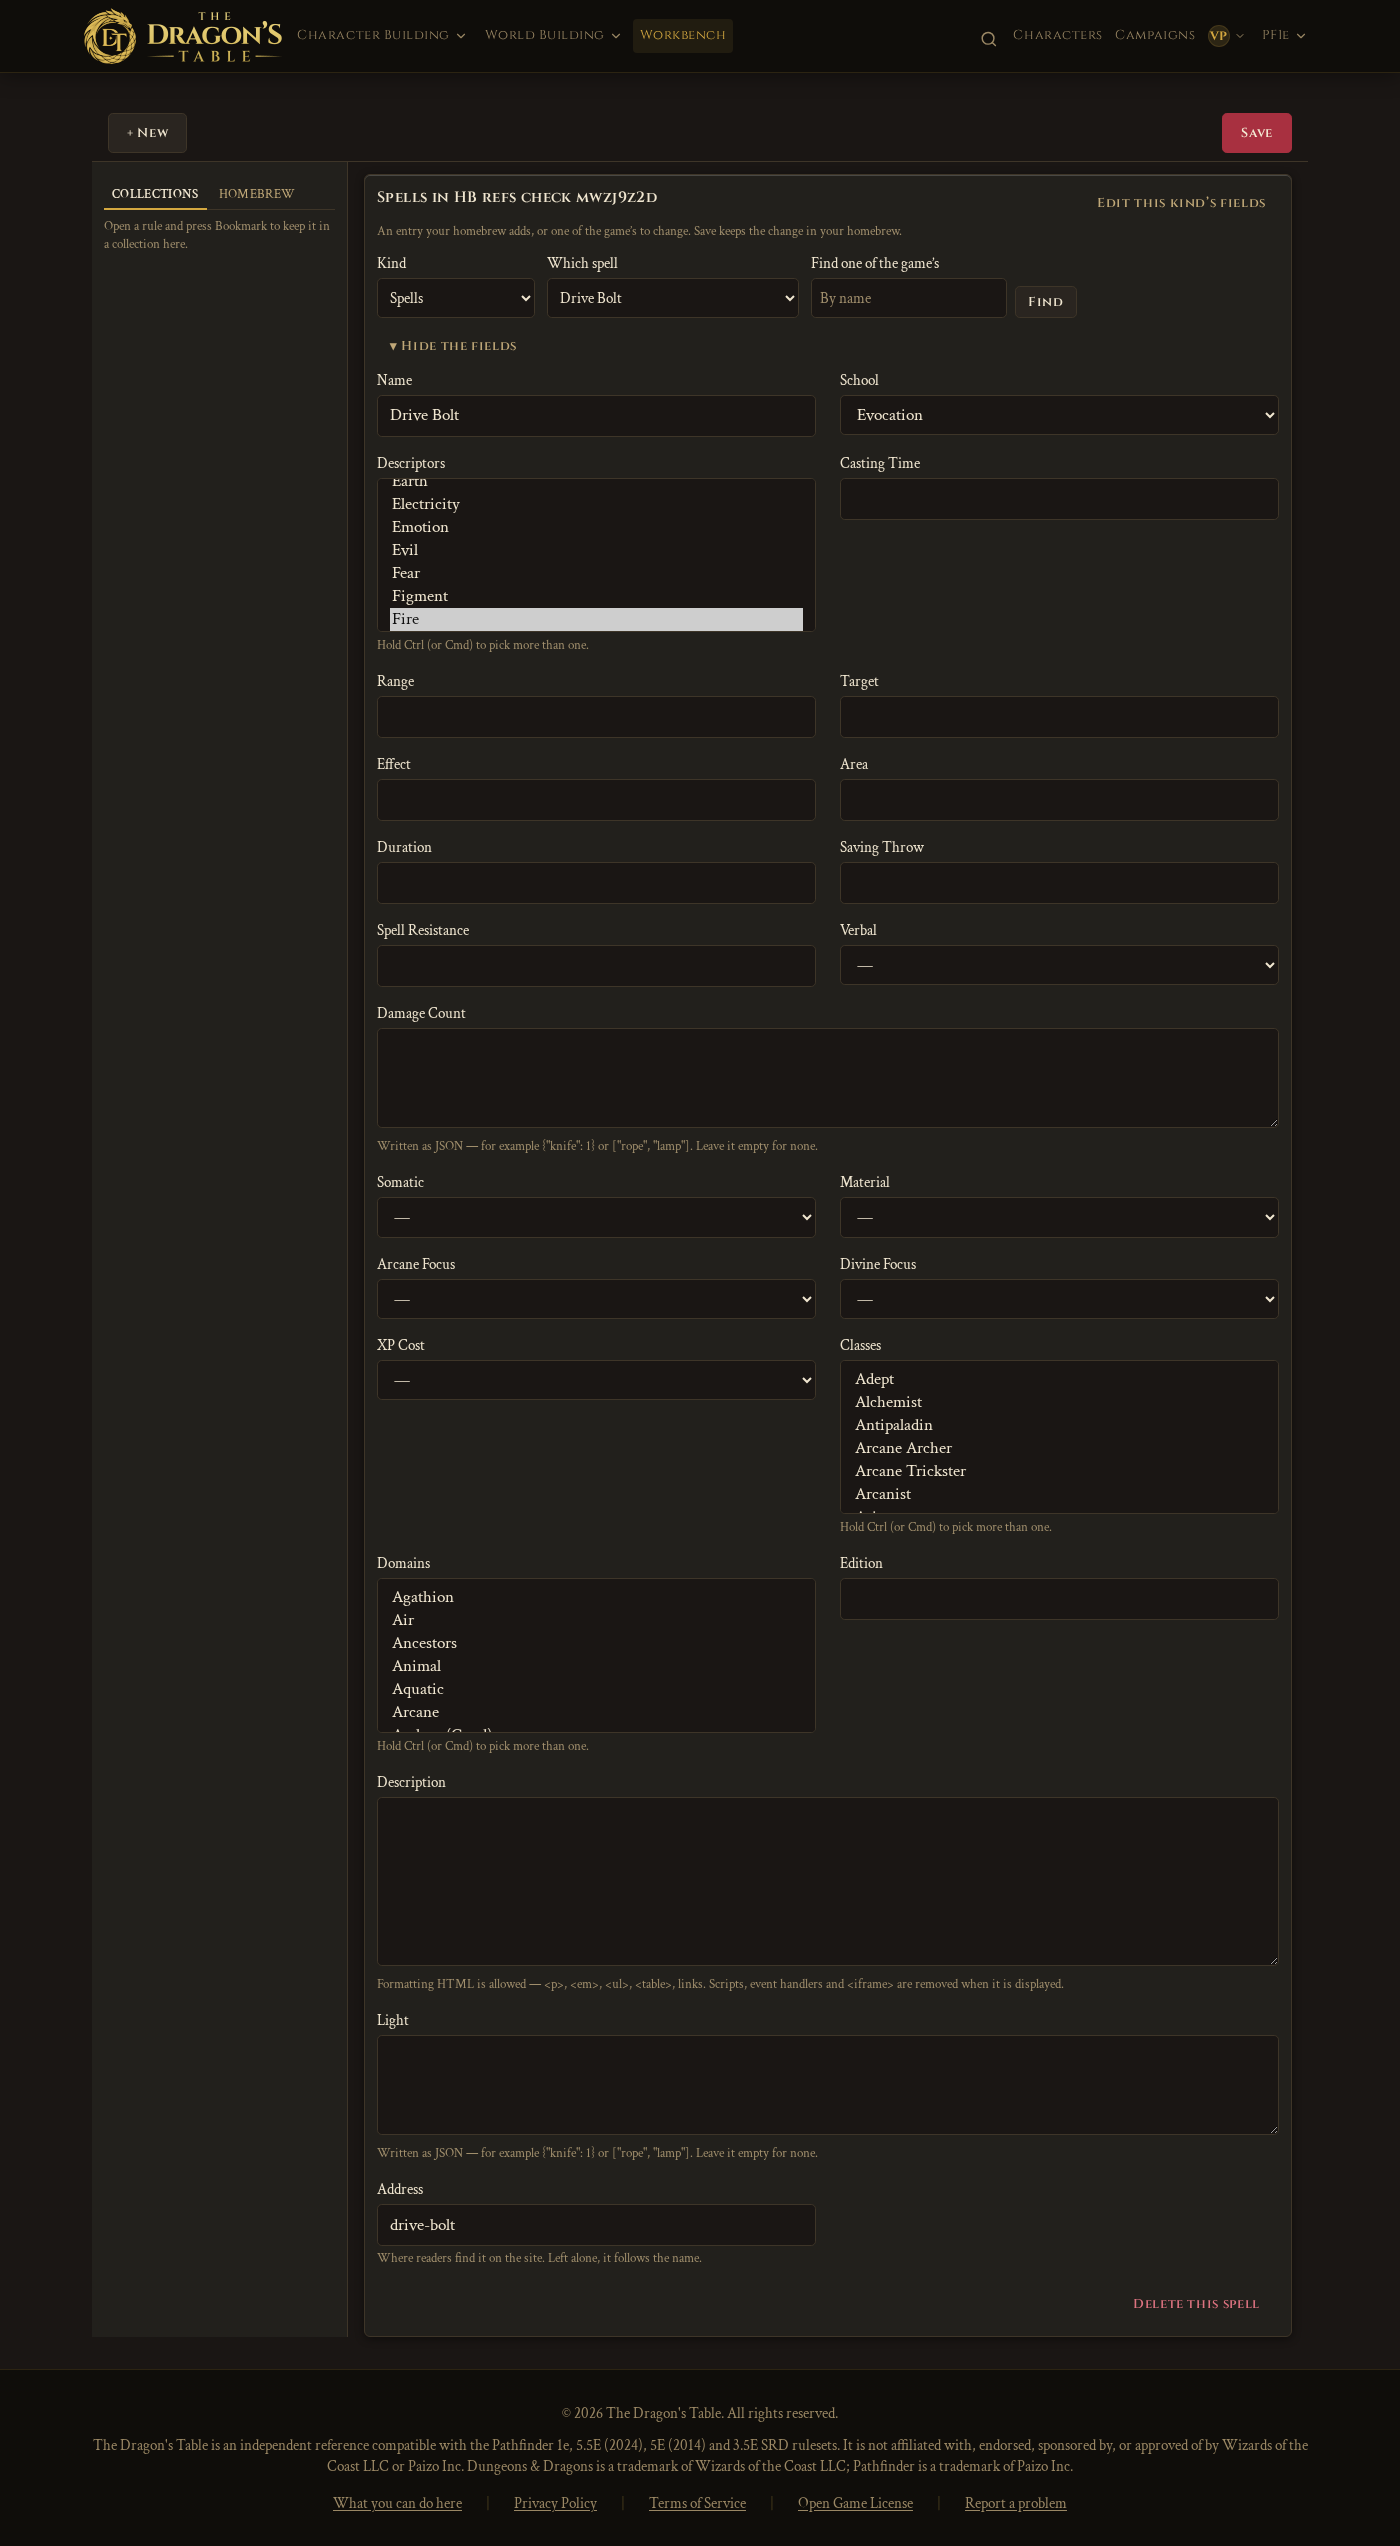 THE
DRAGON'S
TABLE
DT
Character Building
World Building
Workbench
Characters
Campaigns
VP
PF1e
+ New
Save
COLLECTIONS
HOMEBREW
Open a rule and press Bookmark to keep it in
a collection here.
Spells in HB refs check mwzj9z2d
Edit this kind's fields
An entry your homebrew adds, or one of the game's to change. Save keeps the change in your homebrew.
Kind
Which spell
Find one of the game's
Spells
Drive Bolt
By name
Find
▾ Hide the fields
Name
School
Drive Bolt
Evocation
Descriptors
Casting Time
Earth
Electricity
Emotion
Evil
Fear
Figment
Fire
Hold Ctrl (or Cmd) to pick more than one.
Range
Target
Effect
Area
Duration
Saving Throw
Spell Resistance
Verbal
—
Damage Count
Written as JSON — for example {"knife": 1} or ["rope", "lamp"]. Leave it empty for none.
Somatic
Material
—
—
Arcane Focus
Divine Focus
—
—
XP Cost
Classes
—
Adept
Alchemist
Antipaladin
Arcane Archer
Arcane Trickster
Arcanist
Hold Ctrl (or Cmd) to pick more than one.
Domains
Edition
Agathion
Air
Ancestors
Animal
Aquatic
Arcane
Hold Ctrl (or Cmd) to pick more than one.
Description
Formatting HTML is allowed — <p>, <em>, <ul>, <table>, links. Scripts, event handlers and <iframe> are removed when it is displayed.
Light
Written as JSON — for example {"knife": 1} or ["rope", "lamp"]. Leave it empty for none.
Address
drive-bolt
Where readers find it on the site. Left alone, it follows the name.
Delete this spell
© 2026 The Dragon's Table. All rights reserved.
The Dragon's Table is an independent reference compatible with the Pathfinder 1e, 5.5E (2024), 5E (2014) and 3.5E SRD rulesets. It is not affiliated with, endorsed, sponsored by, or approved of by Wizards of the
Coast LLC or Paizo Inc. Dungeons & Dragons is a trademark of Wizards of the Coast LLC; Pathfinder is a trademark of Paizo Inc.
What you can do here | Privacy Policy | Terms of Service | Open Game License | Report a problem